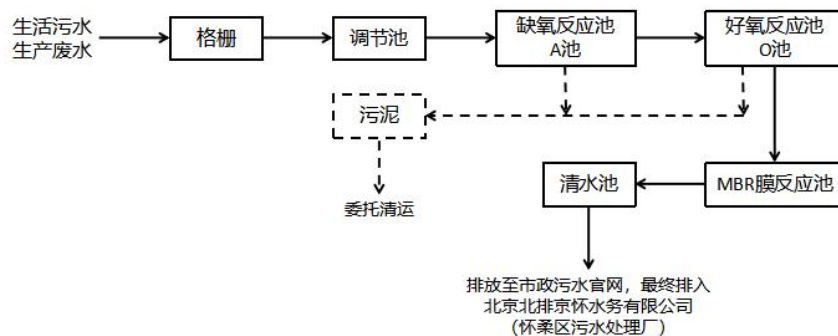 生活污水
生产废水
格栅
调节池
缺氧反应池
A池
好氧反应池
O池
污泥
清水池
MBR膜反应池
委托清运
排放至市政污水官网，最终排入
北京北排京怀水务有限公司
（怀柔区污水处理厂）